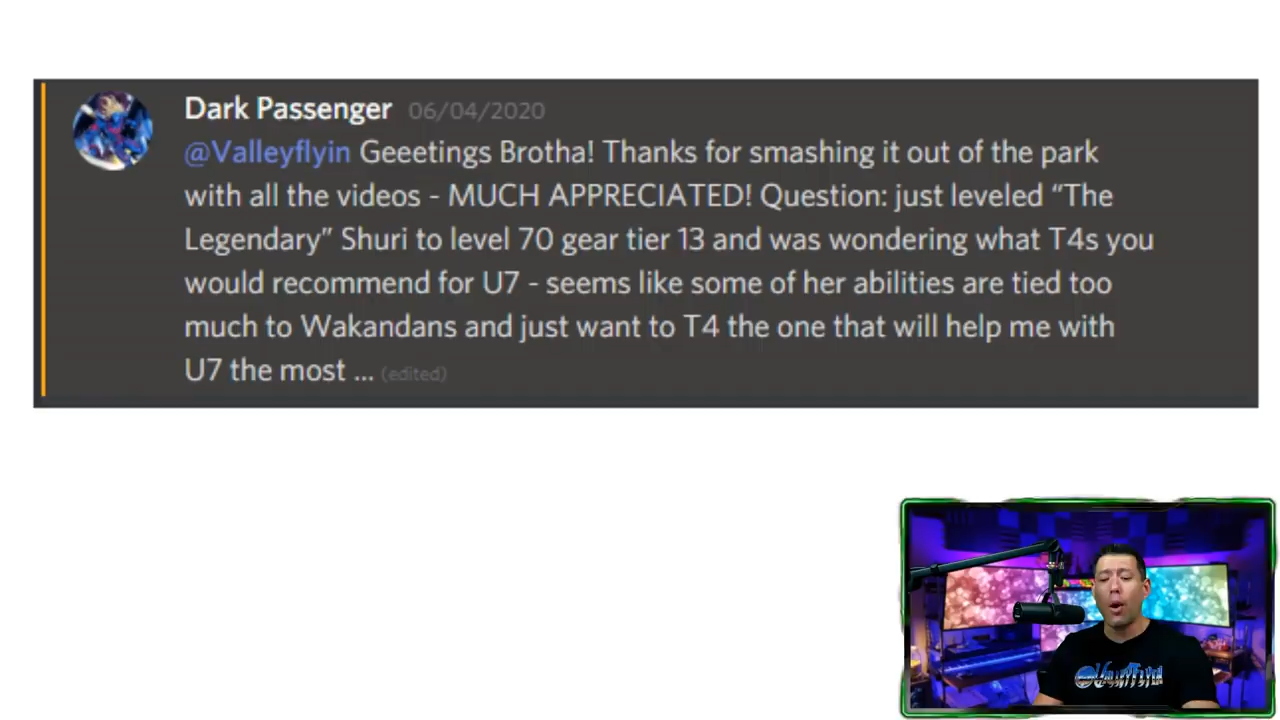 Dark Passenger 06/04/2020
@Valleyflyin Geeetings Brotha! Thanks for smashing it out of the park
with all the videos - MUCH APPRECIATED! Question: just leveled “The
Legendary” Shuri to level 70 gear tier 13 and was wondering what T4s you
would recommend for U7 - seems like some of her abilities are tied too
much to Wakandans and just want to T4 the one that will help me with
U7 the most ... (edited)